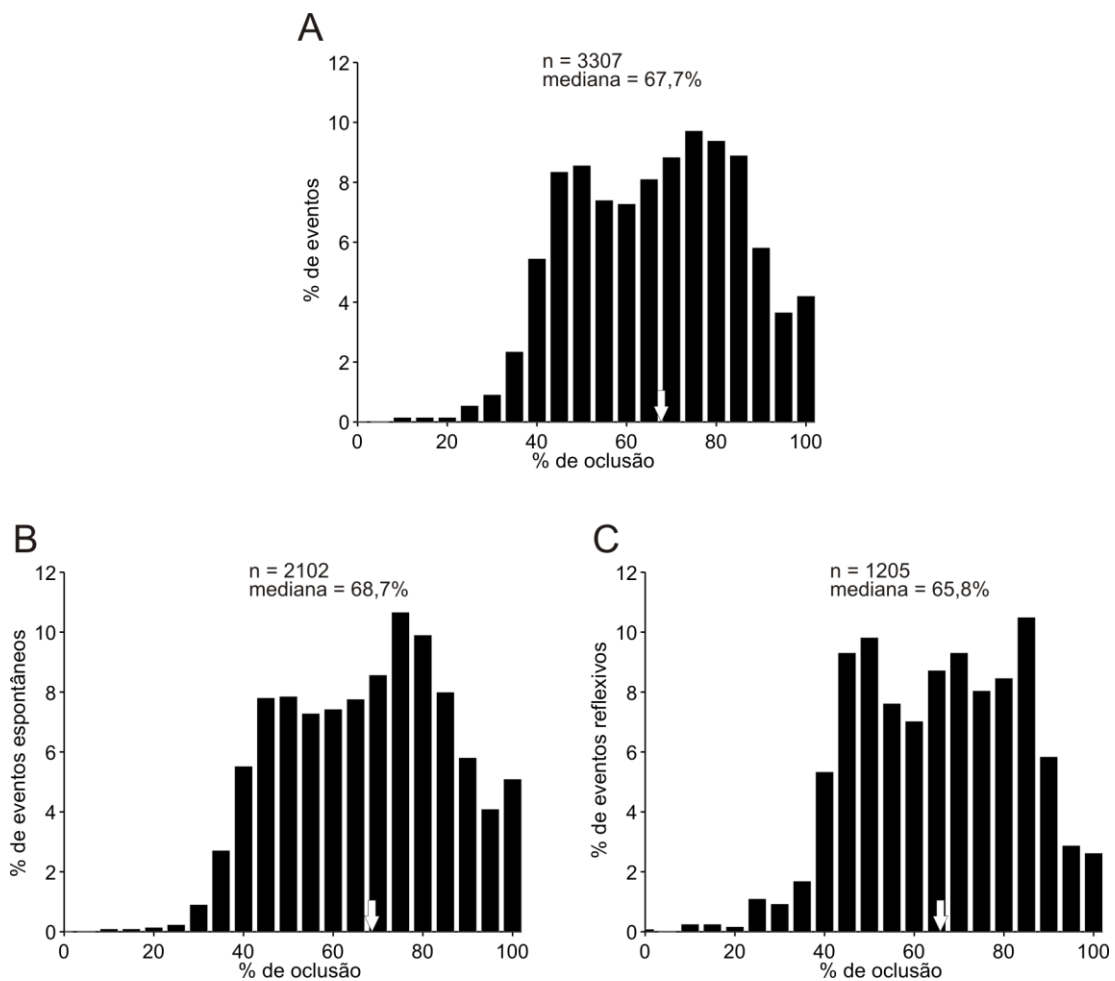 A
n = 3307
mediana = 67,7%
% de eventos
12
10
8
6
4
2
0
0 20 40 60 80 100
% de oclusão
B
n = 2102
mediana = 68,7%
% de eventos espontâneos
12
10
8
6
4
2
0
0 20 40 60 80 100
% de oclusão
C
n = 1205
mediana = 65,8%
% de eventos reflexivos
12
10
8
6
4
2
0
0 20 40 60 80 100
% de oclusão